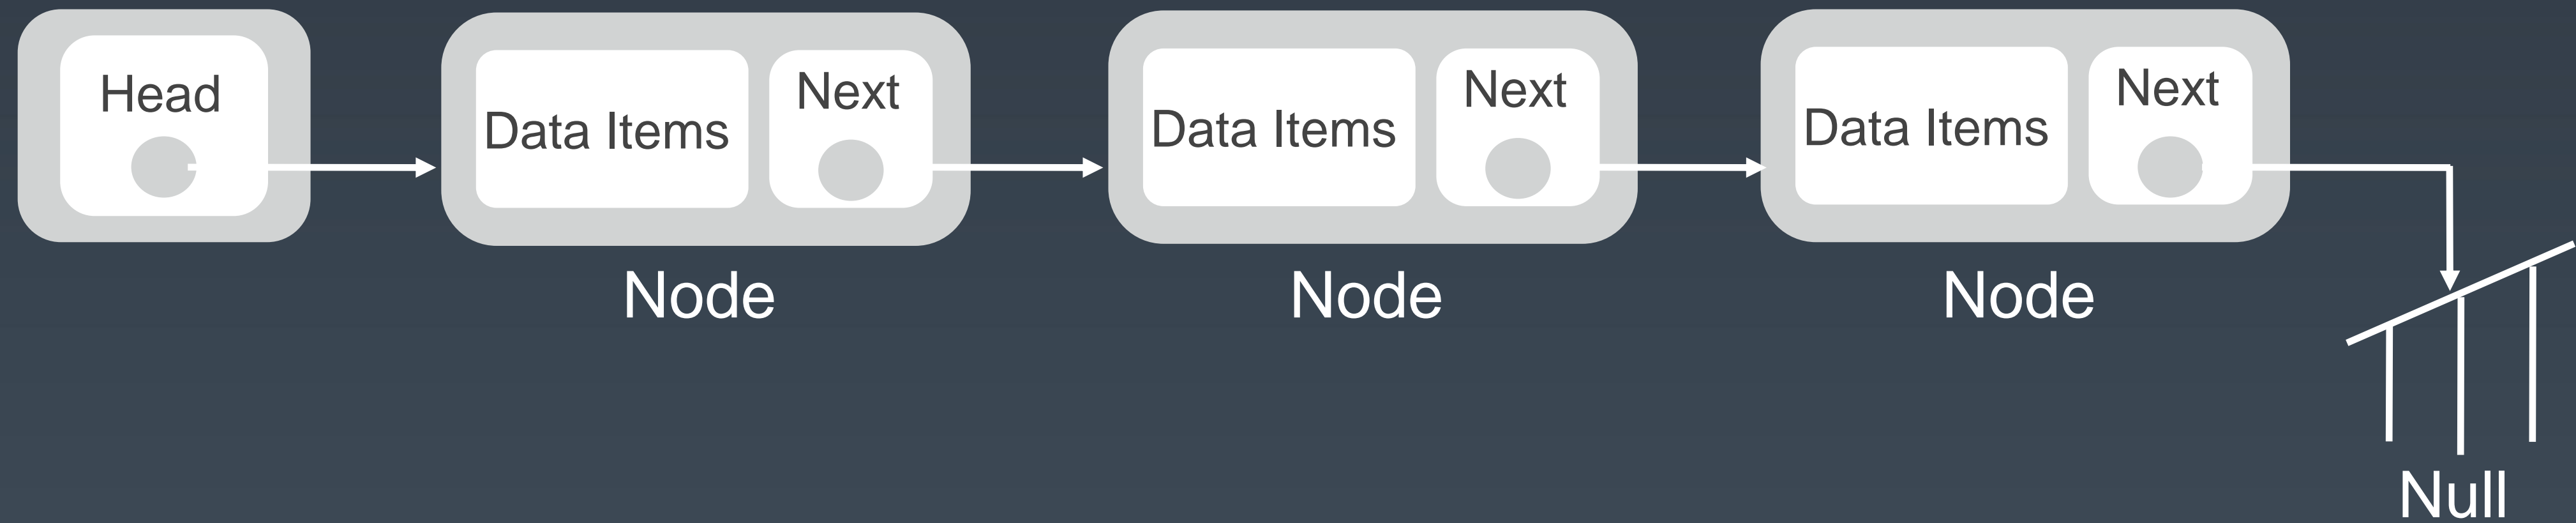 Head
Data Items
Next
Data Items
Next
Data Items
Next
Node
Node
Node
Null